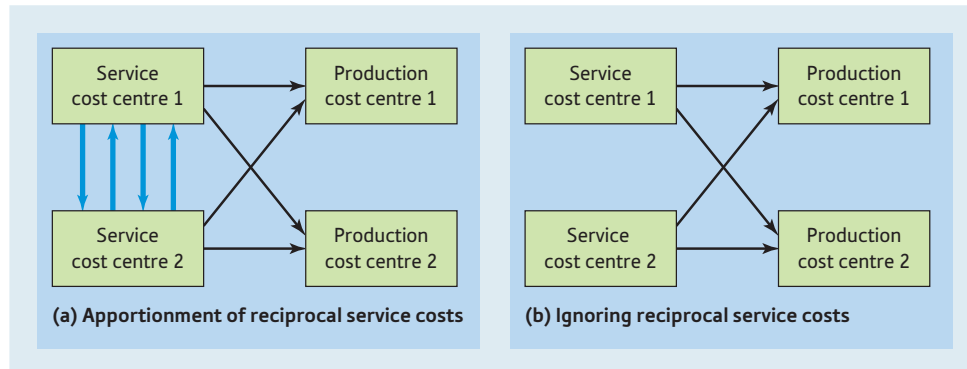 Service
cost centre 1
Production
cost centre 1
Service
cost centre 2
Production
cost centre 2
(a) Apportionment of reciprocal service costs
Service
cost centre 1
Production
cost centre 1
Service
cost centre 2
Production
cost centre 2
(b) Ignoring reciprocal service costs